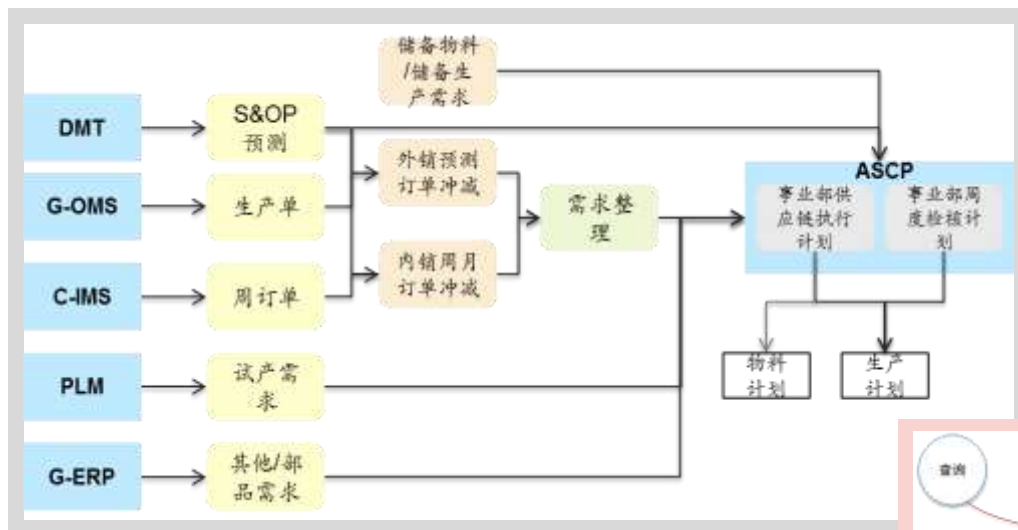 储备物料
/储备生
产需求
DMT
S&OP
预测
外销预测
订单冲减
ASCP
G-OMS
生产单
需求整
理
事业部供
应链执行
计划
事业部周
度检核计
划
内销周月
订单冲减
C-IMS
周订单
PLM
试产需
求
物料
计划
生产
计划
G-ERP
其他/部
品需求
查询